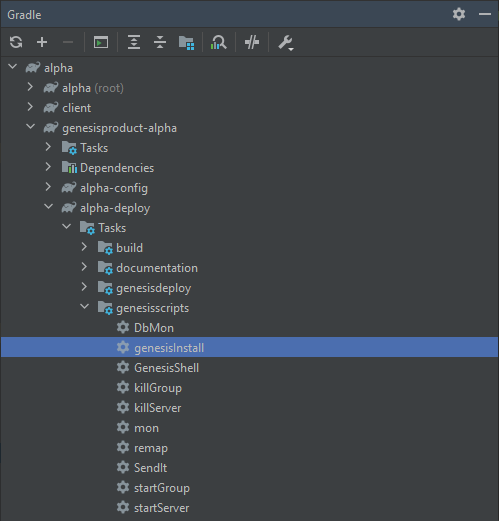 Gradle
alpha
alpha (root)
client
genesisproduct-alpha
Tasks
Dependencies
alpha-config
alpha-deploy
Tasks
build
documentation
genesisdeploy
genesisscripts
DbMon
genesisInstall
GenesisShell
killGroup
killServer
mon
remap
SendIt
startGroup
startServer